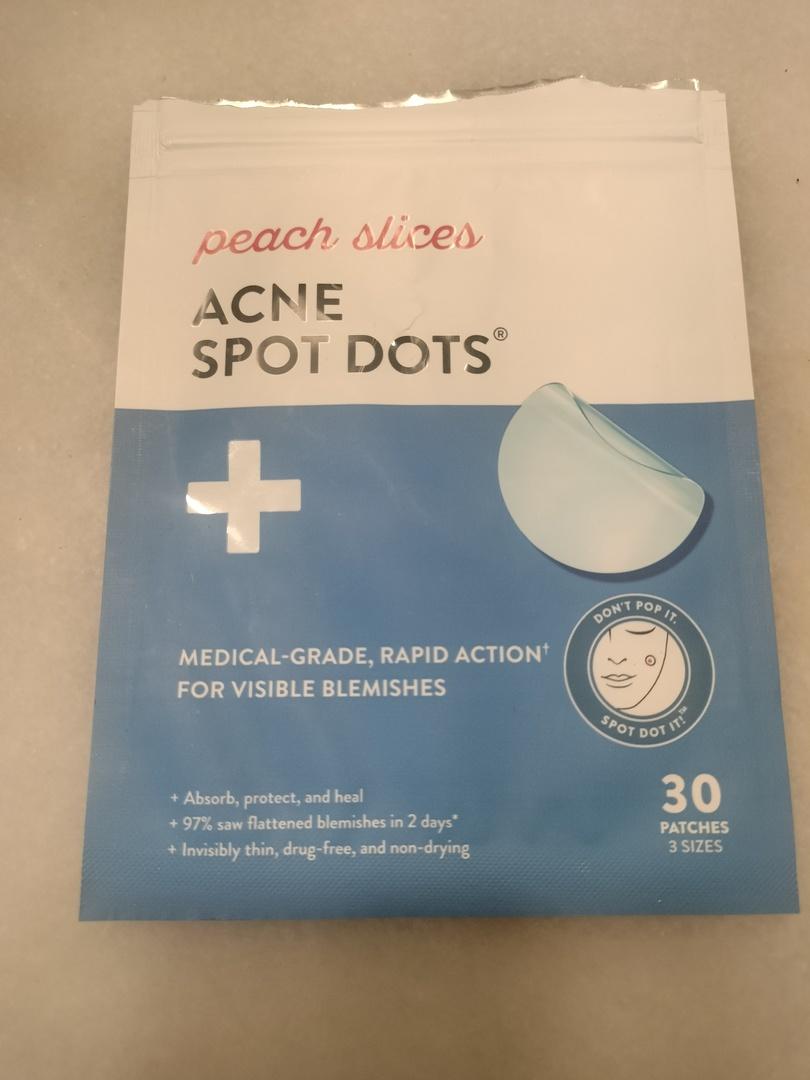 peach slices
ACNE
SPOT DOTS®
MEDICAL-GRADE, RAPID ACTION†
FOR VISIBLE BLEMISHES
DON'T POP IT.
SPOT DOT IT!™
+ Absorb, protect, and heal
+ 97% saw flattened blemishes in 2 days*
+ Invisibly thin, drug-free, and non-drying
30
PATCHES
3 SIZES